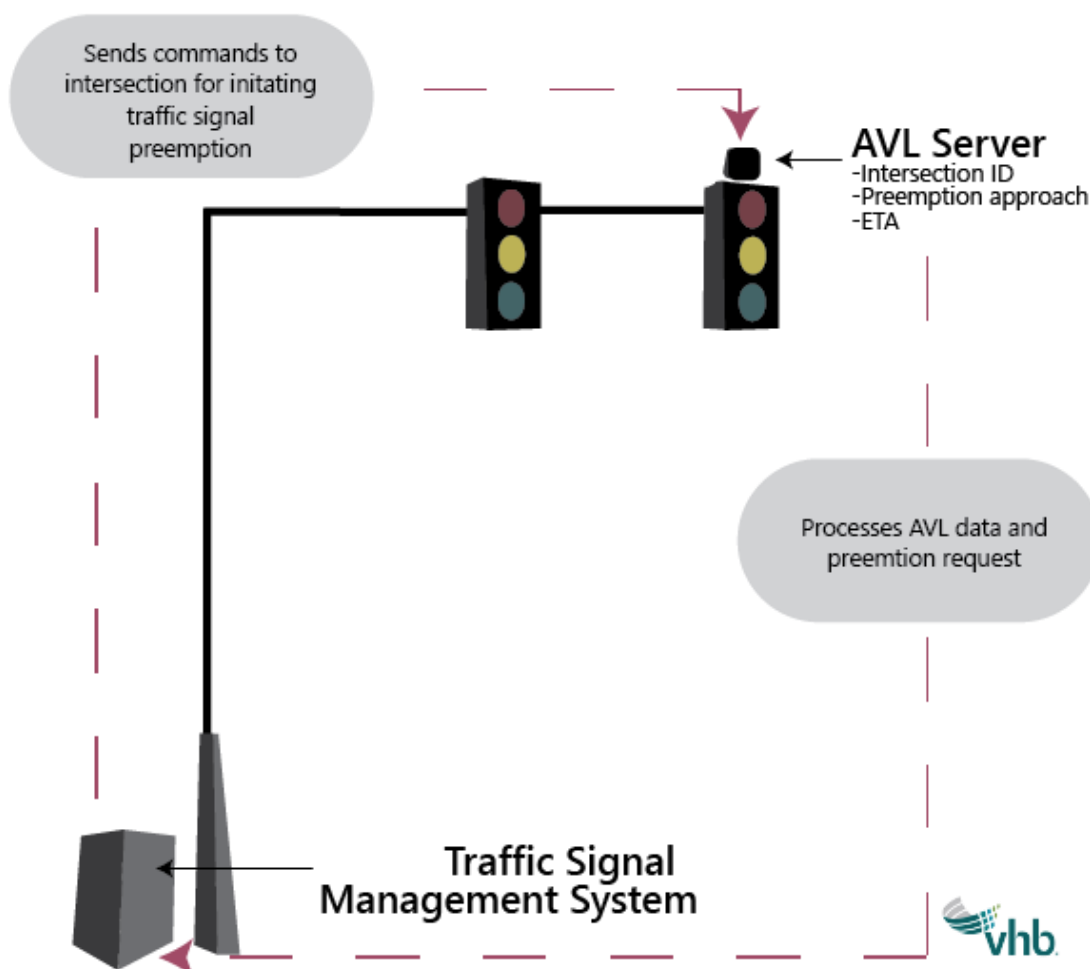 Sends commands to
intersection for initating
traffic signal
preemption
AVL Server
-Intersection ID
-Preemption approach
-ETA
Processes AVL data and
preemtion request
Traffic Signal
Management System
vhb.